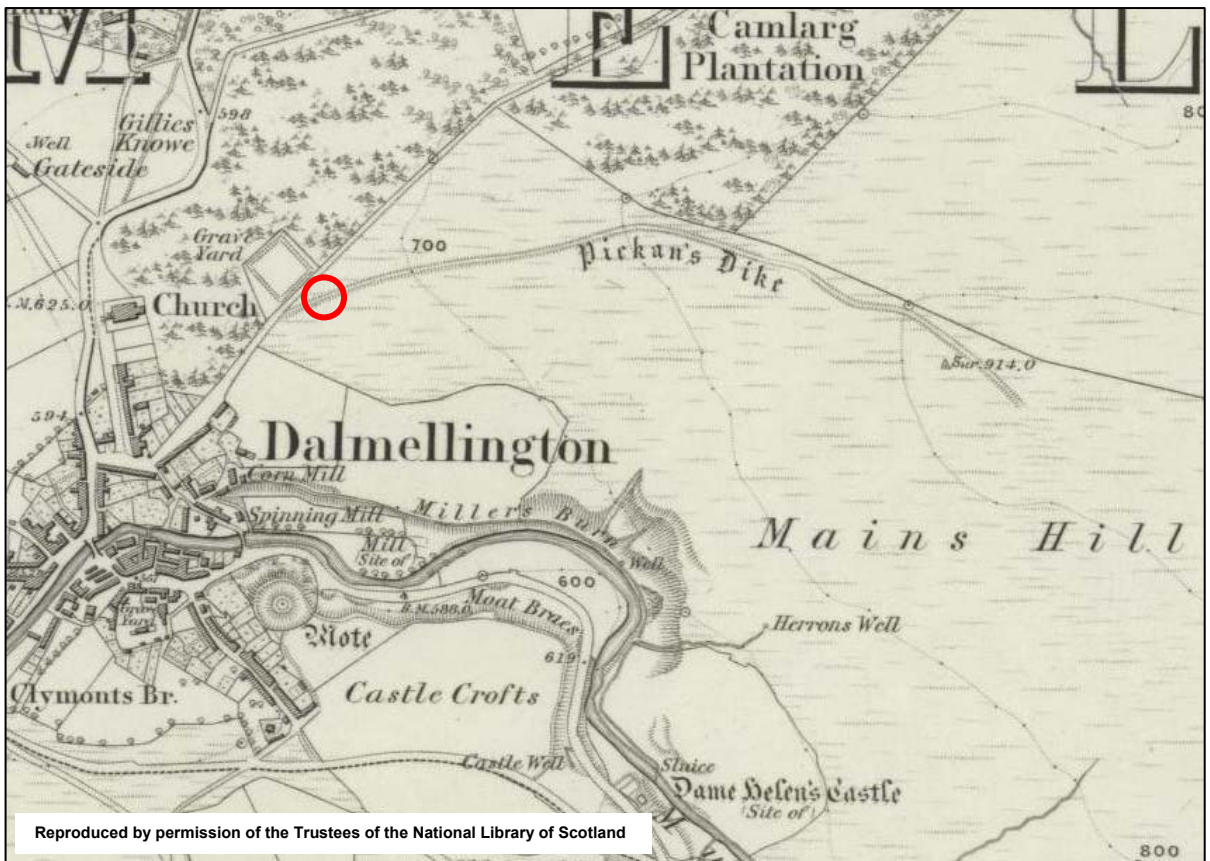 M
E
L
Camlarg
Plantation
80
598
Gillies
Knowe
Well
Gateside
Grave
Yard
700
Pickan's Dike
Church
.M.625.0
Sur. 914.0
594
Dalmellington
Corn Mill
Spinning Mill
Miller's Burn
Mains Hill
Mill
Site of
Well
600
Moat Braes
B.M.588.0
Mote
Herrons Well
619
Clymonts Br.
Castle Crofts
Castle Well
Sluice
Dame Helen's Castle
(Site of)
Reproduced by permission of the Trustees of the National Library of Scotland
800